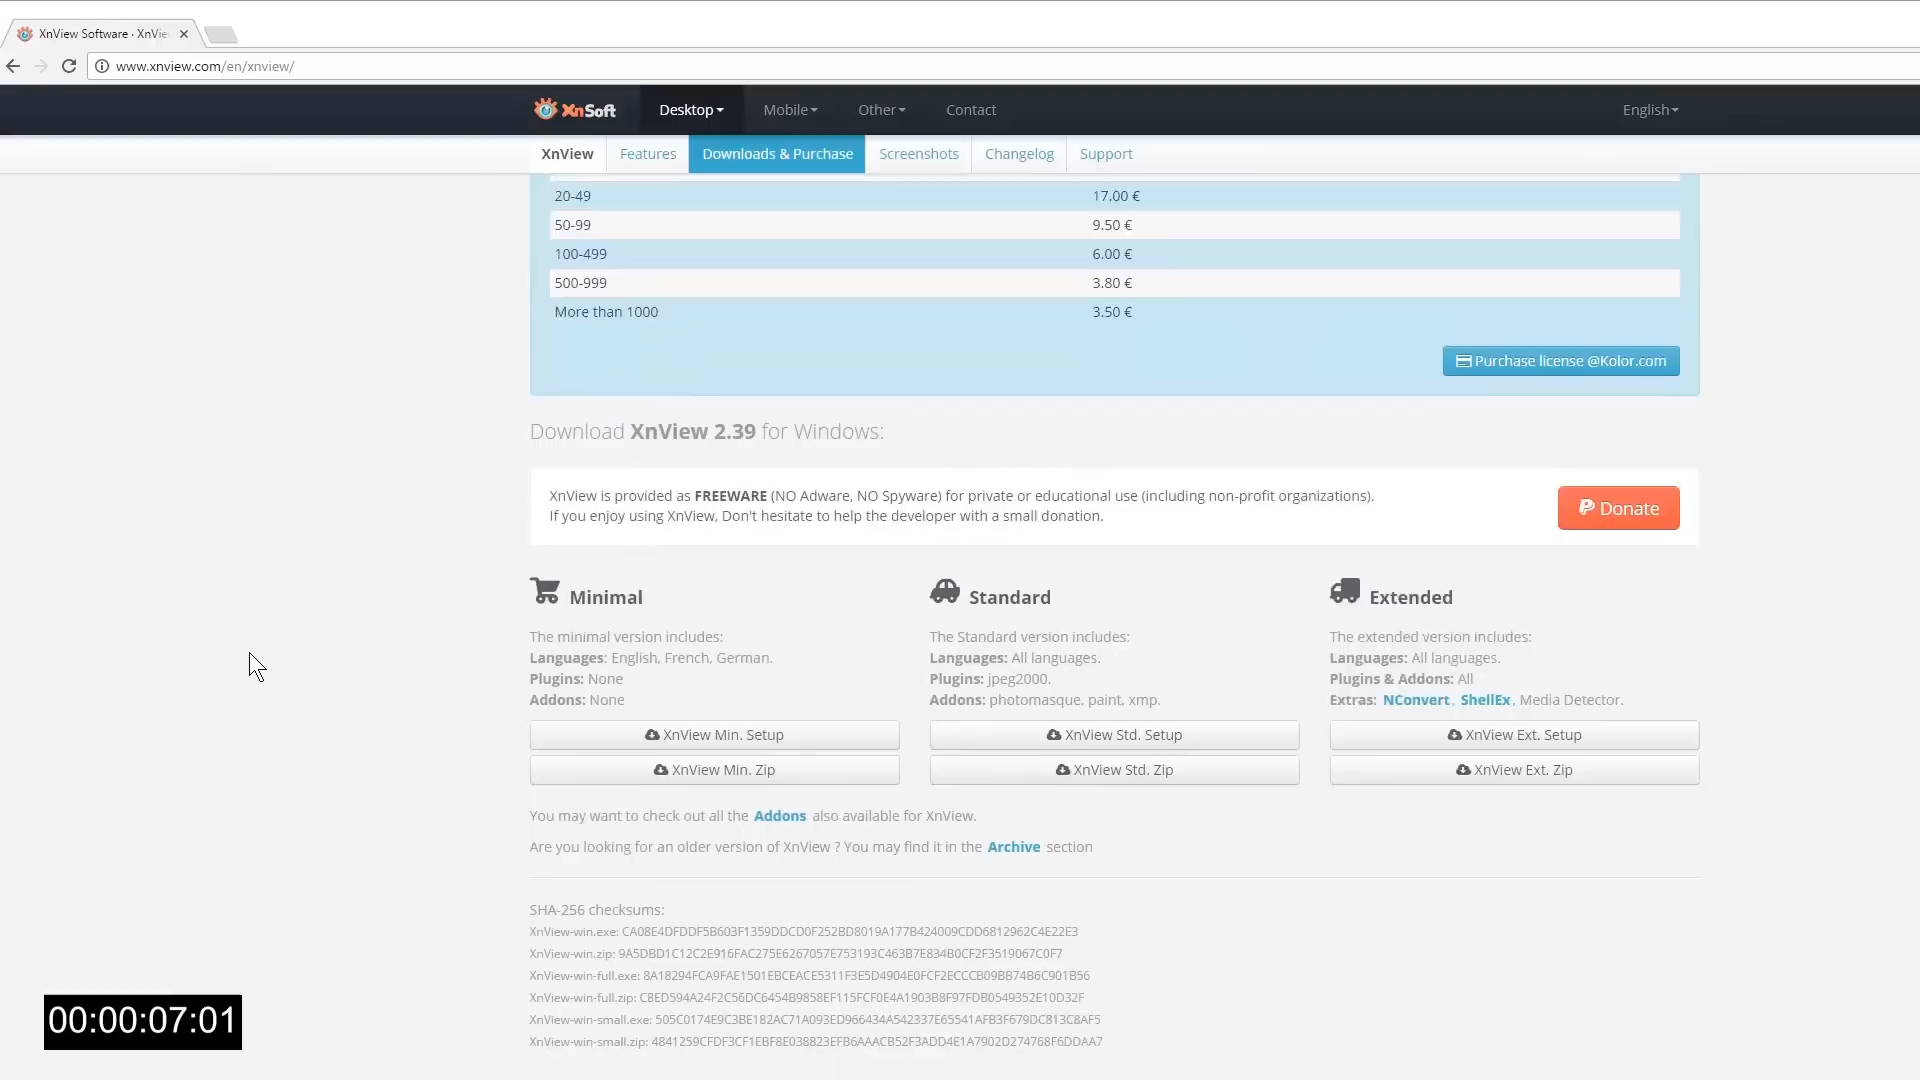 XnView Software · XnVie
www.xnview.com/en/xnview/
XnSoft Desktop Mobile Other Contact English
XnView Features Downloads & Purchase Screenshots Changelog Support
20-49 17.00 €
50-99 9.50 €
100-499 6.00 €
500-999 3.80 €
More than 1000 3.50 €
Purchase license @Kolor.com
Download XnView 2.39 for Windows:
XnView is provided as FREEWARE (NO Adware, NO Spyware) for private or educational use (including non-profit organizations).
If you enjoy using XnView, Don't hesitate to help the developer with a small donation.
Donate
Minimal
The minimal version includes:
Languages: English, French, German.
Plugins: None
Addons: None
XnView Min. Setup
XnView Min. Zip
Standard
The Standard version includes:
Languages: All languages.
Plugins: jpeg2000.
Addons: photomasque, paint, xmp.
XnView Std. Setup
XnView Std. Zip
Extended
The extended version includes:
Languages: All languages.
Plugins & Addons: All
Extras: NConvert, ShellEx, Media Detector.
XnView Ext. Setup
XnView Ext. Zip
You may want to check out all the Addons also available for XnView.
Are you looking for an older version of XnView ? You may find it in the Archive section
SHA-256 checksums:
XnView-win.exe: CA08E4DFDDF5B603F1359DDCD0F252BD8019A177B424009CDD6812962C4E22E3
XnView-win.zip: 9A5DBD1C12C2E916FAC275E6267057E753193C463B7E834B0CF2F3519067C0F7
XnView-win-full.exe: 8A18294FCA9FAE1501EBCEACE5311F3E5D4904E0FCF2ECCCB09BB74B6C901B56
XnView-win-full.zip: C8ED594A24F2C56DC6454B9858EF115FCF0E4A1903B8F97FDB0549352E10D32F
XnView-win-small.exe: 505C0174E9C3BE182AC71A093ED966434A542337E65541AFB3F679DC813C8AF5
XnView-win-small.zip: 4841259CFDF3CF1EBF8E038823EFB6AAACB52F3ADD4E1A7902D274768F6DDAA7
00:00:07:01